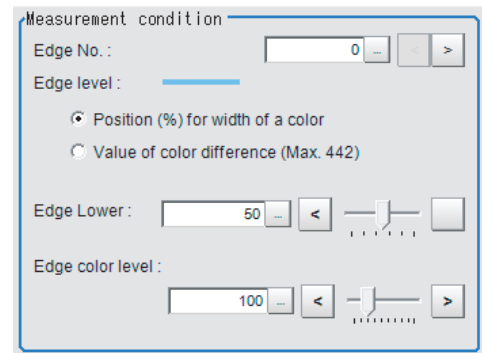 Measurement condition
Edge No. : 0 ... < >
Edge level :
Position (%) for width of a color
Value of color difference (Max. 442)
Edge Lower : 50 ... <
Edge color level :
100 ... < >